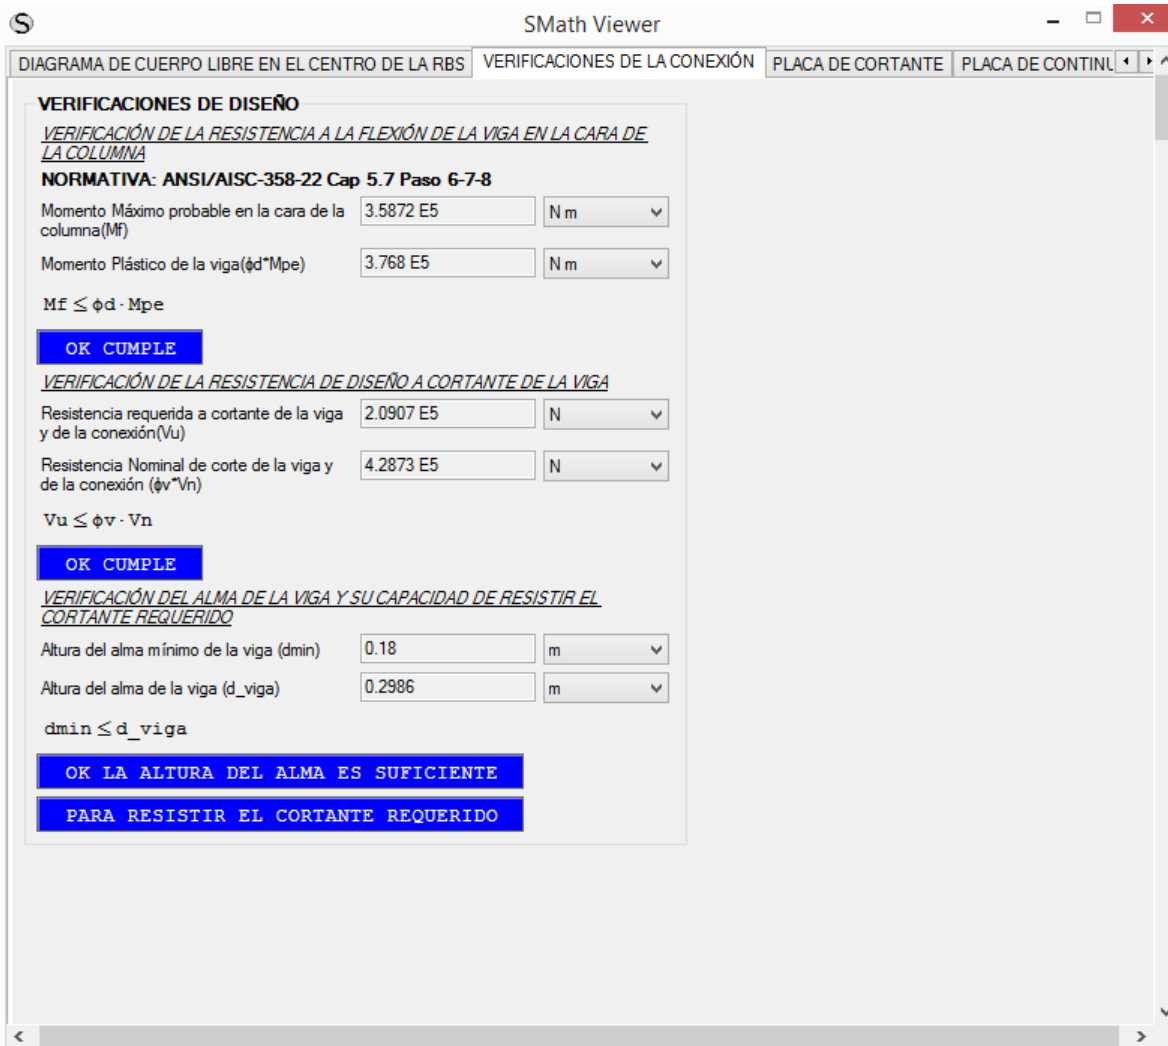 SMath Viewer
DIAGRAMA DE CUERPO LIBRE EN EL CENTRO DE LA RBS VERIFICACIONES DE LA CONEXIÓN PLACA DE CORTANTE PLACA DE CONTINU
VERIFICACIONES DE DISEÑO
VERIFICACIÓN DE LA RESISTENCIA A LA FLEXIÓN DE LA VIGA EN LA CARA DE
LA COLUMNA
NORMATIVA: ANSI/AISC-358-22 Cap 5.7 Paso 6-7-8
Momento Máximo probable en la cara de la 3.5872 E5 N m
columna(Mf)
Momento Plástico de la viga(ϕd*Mpe) 3.768 E5 N m
Mf ≤ ϕd · Mpe
OK CUMPLE
VERIFICACIÓN DE LA RESISTENCIA DE DISEÑO A CORTANTE DE LA VIGA
Resistencia requerida a cortante de la viga 2.0907 E5 N
y de la conexión(Vu)
Resistencia Nominal de corte de la viga y 4.2873 E5 N
de la conexión (ϕv*Vn)
Vu ≤ ϕv · Vn
OK CUMPLE
VERIFICACIÓN DEL ALMA DE LA VIGA Y SU CAPACIDAD DE RESISTIR EL
CORTANTE REQUERIDO
Altura del alma mínimo de la viga (dmin) 0.18 m
Altura del alma de la viga (d_viga) 0.2986 m
dmin ≤ d_viga
OK LA ALTURA DEL ALMA ES SUFICIENTE
PARA RESISTIR EL CORTANTE REQUERIDO